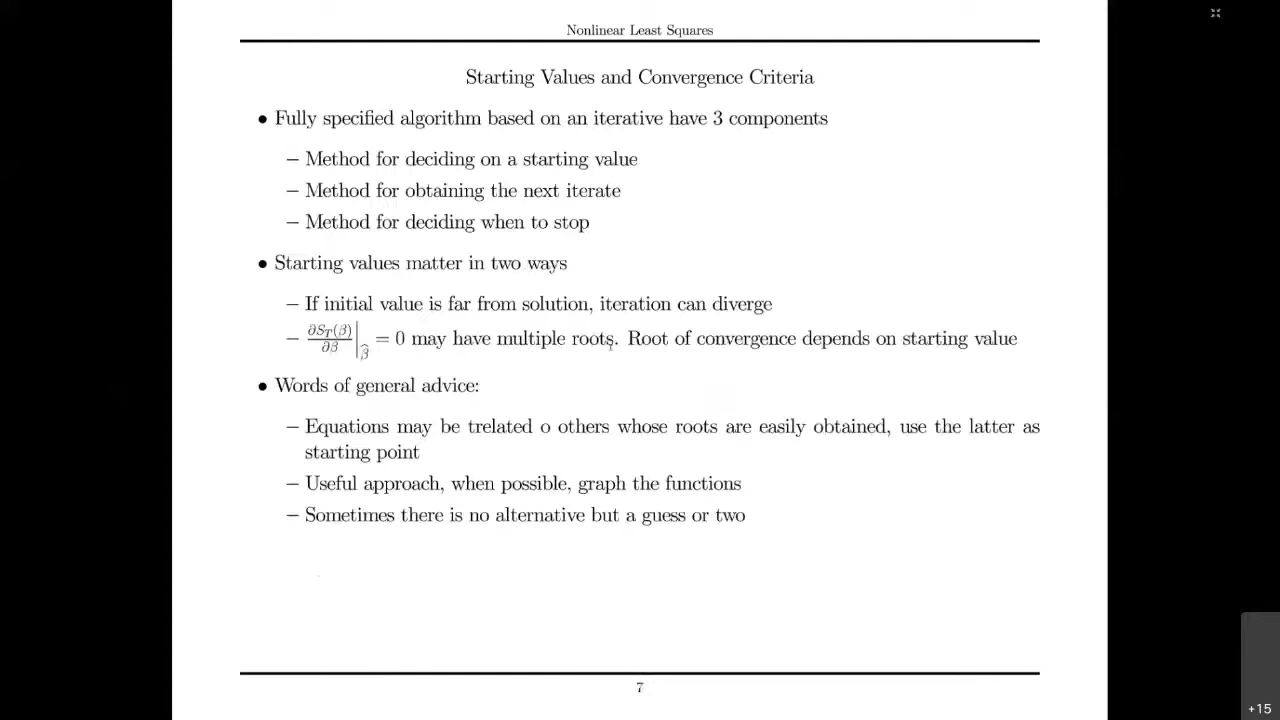 Nonlinear Least Squares
Starting Values and Convergence Criteria
• Fully specified algorithm based on an iterative have 3 components
– Method for deciding on a starting value
– Method for obtaining the next iterate
– Method for deciding when to stop
• Starting values matter in two ways
– If initial value is far from solution, iteration can diverge
– ∂S_T(β)/∂β |_β̂ = 0 may have multiple roots. Root of convergence depends on starting value
• Words of general advice:
– Equations may be trelated o others whose roots are easily obtained, use the latter as
starting point
– Useful approach, when possible, graph the functions
– Sometimes there is no alternative but a guess or two
7
+15